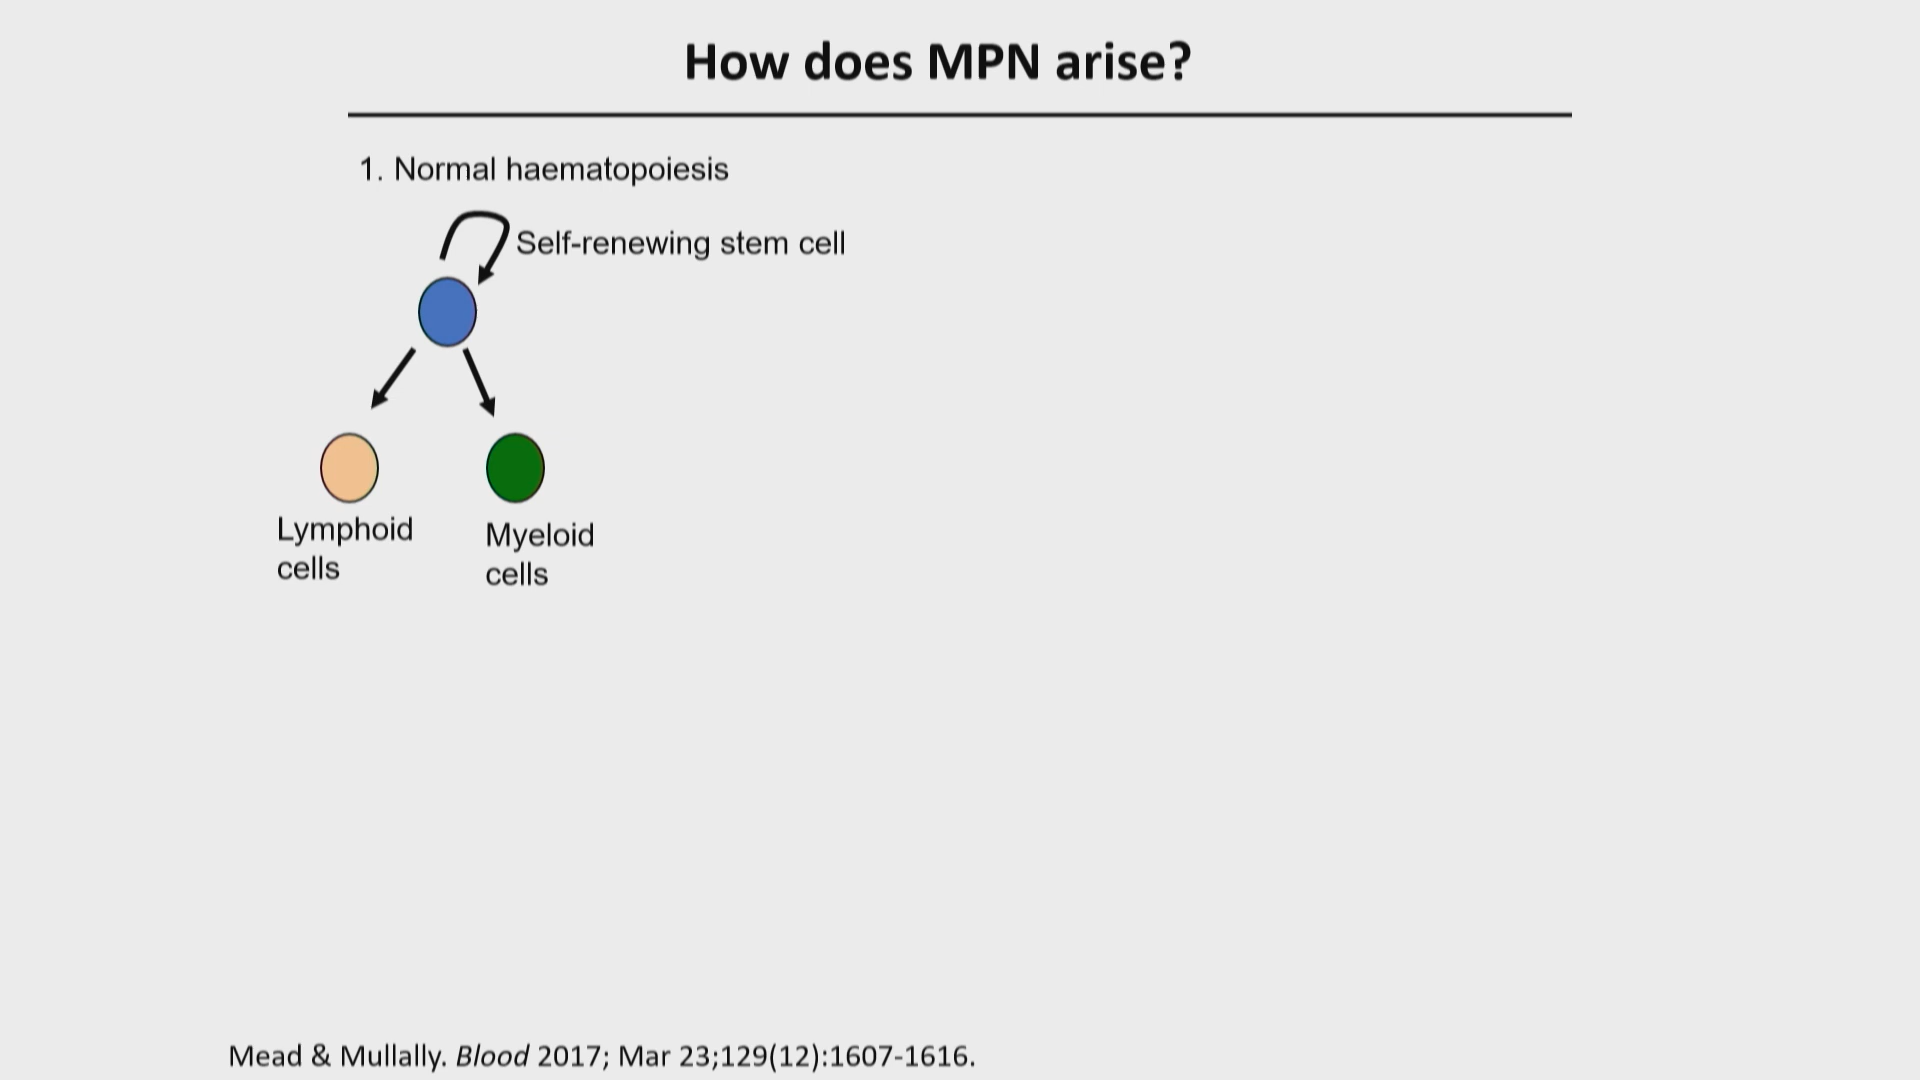 How does MPN arise?
1. Normal haematopoiesis
Self-renewing stem cell
Lymphoid
cells
Myeloid
cells
Mead & Mullally. Blood 2017; Mar 23;129(12):1607-1616.